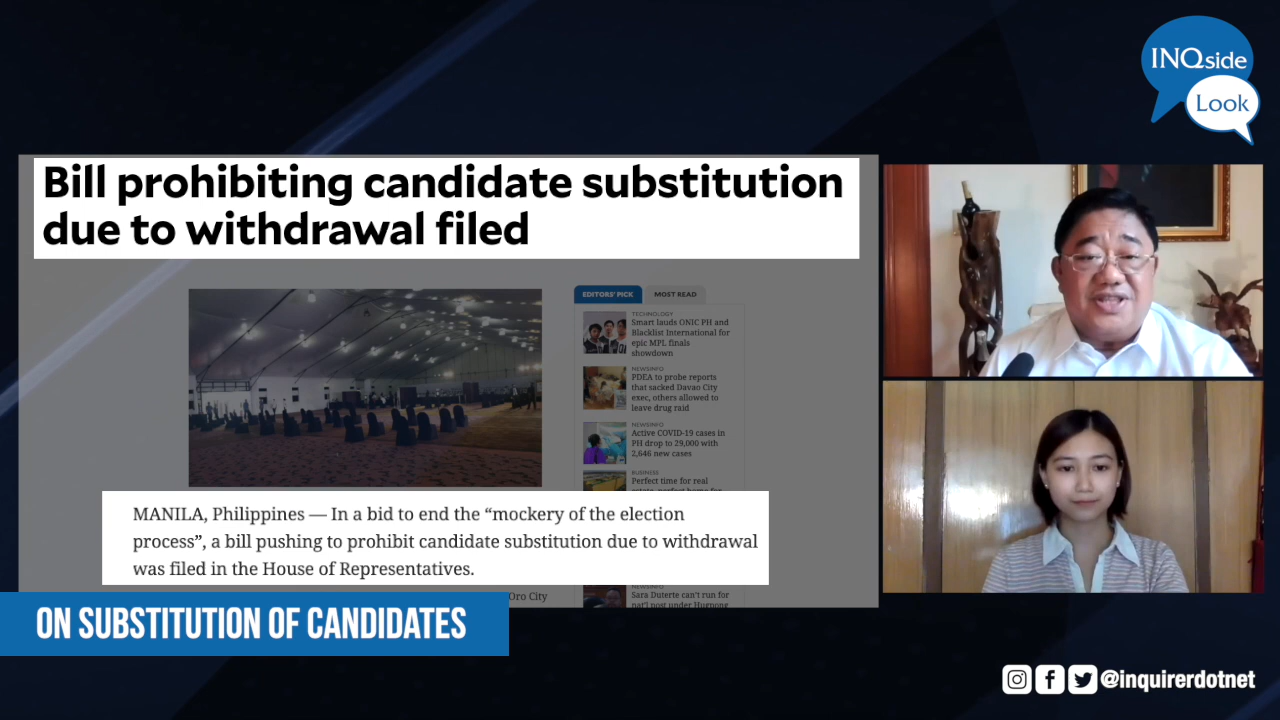 INQside
Look
Bill prohibiting candidate substitution
due to withdrawal filed
EDITORS' PICK
MOST READ
TECHNOLOGY
Smart lauds ONIC PH and
Blacklist International for
epic MPL finals
showdown
NEWSINFO
PDEA to probe reports
that sacked Davao City
exec, others allowed to
leave drug raid
NEWSINFO
Active COVID-19 cases in
PH drop to 29,000 with
2,646 new cases
BUSINESS
Perfect time for real
MANILA, Philippines — In a bid to end the “mockery of the election
process”, a bill pushing to prohibit candidate substitution due to withdrawal
was filed in the House of Representatives.
Oro City
NEWSINFO
Sara Duterte can't run for
nat'l post under Hugpong
ON SUBSTITUTION OF CANDIDATES
@inquirerdotnet